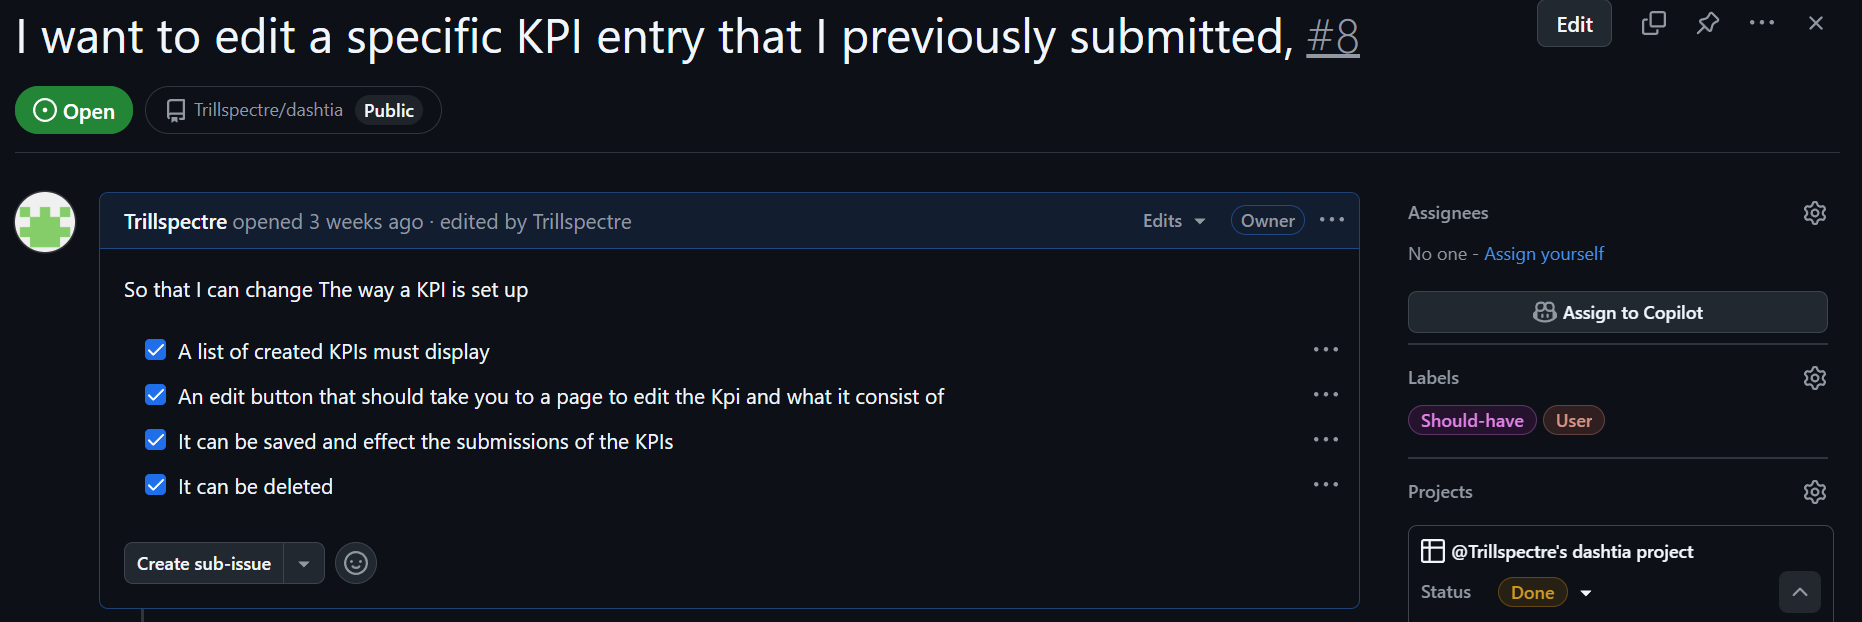 I want to edit a specific KPI entry that I previously submitted, #8
Edit
Open
Trillspectre/dashtia Public
Trillspectre opened 3 weeks ago · edited by Trillspectre
Edits
Owner
So that I can change The way a KPI is set up
A list of created KPIs must display
An edit button that should take you to a page to edit the Kpi and what it consist of
It can be saved and effect the submissions of the KPIs
It can be deleted
Create sub-issue
Assignees
No one - Assign yourself
Assign to Copilot
Labels
Should-have User
Projects
@Trillspectre's dashtia project
Status Done